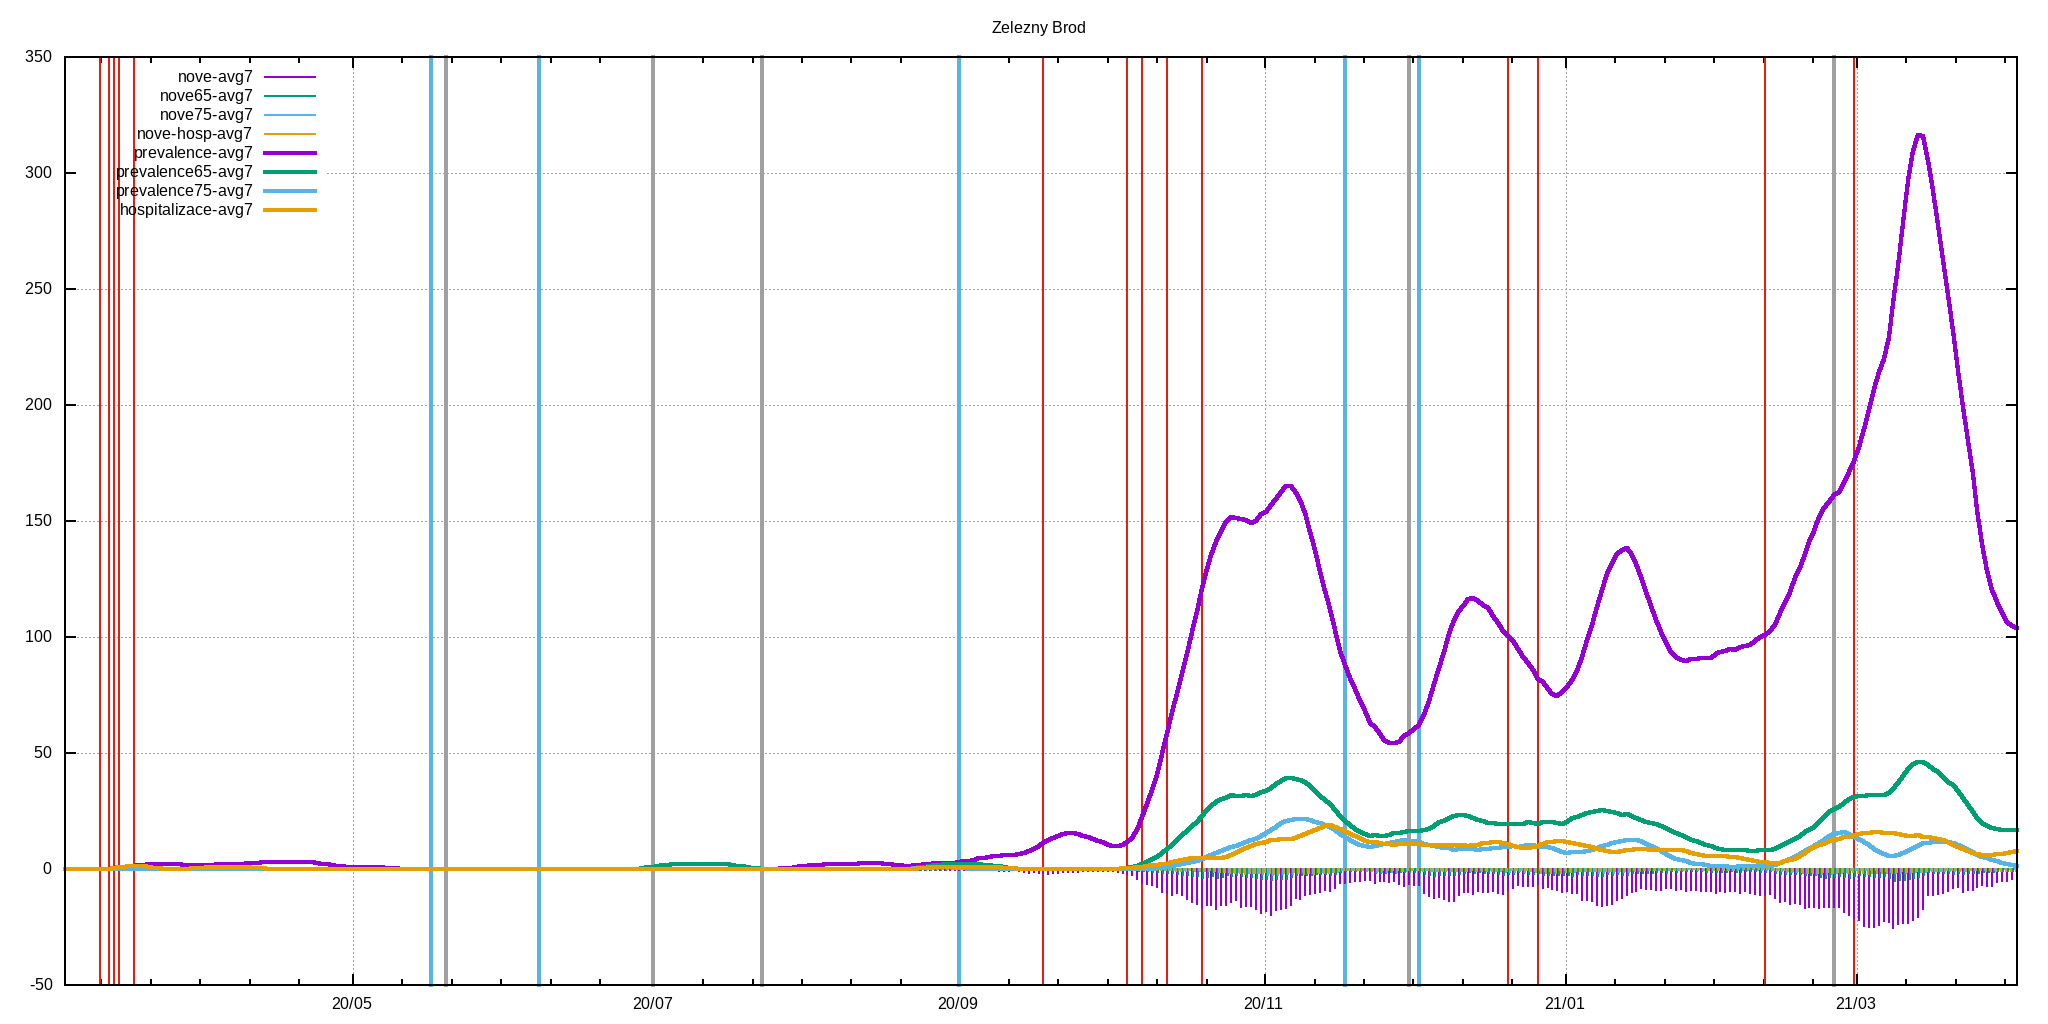 Zelezny Brod
350
300
250
200
150
100
50
0
-50
nove-avg7
nove65-avg7
nove75-avg7
nove-hosp-avg7
prevalence-avg7
prevalence65-avg7
prevalence75-avg7
hospitalizace-avg7
20/05
20/07
20/09
20/11
21/01
21/03